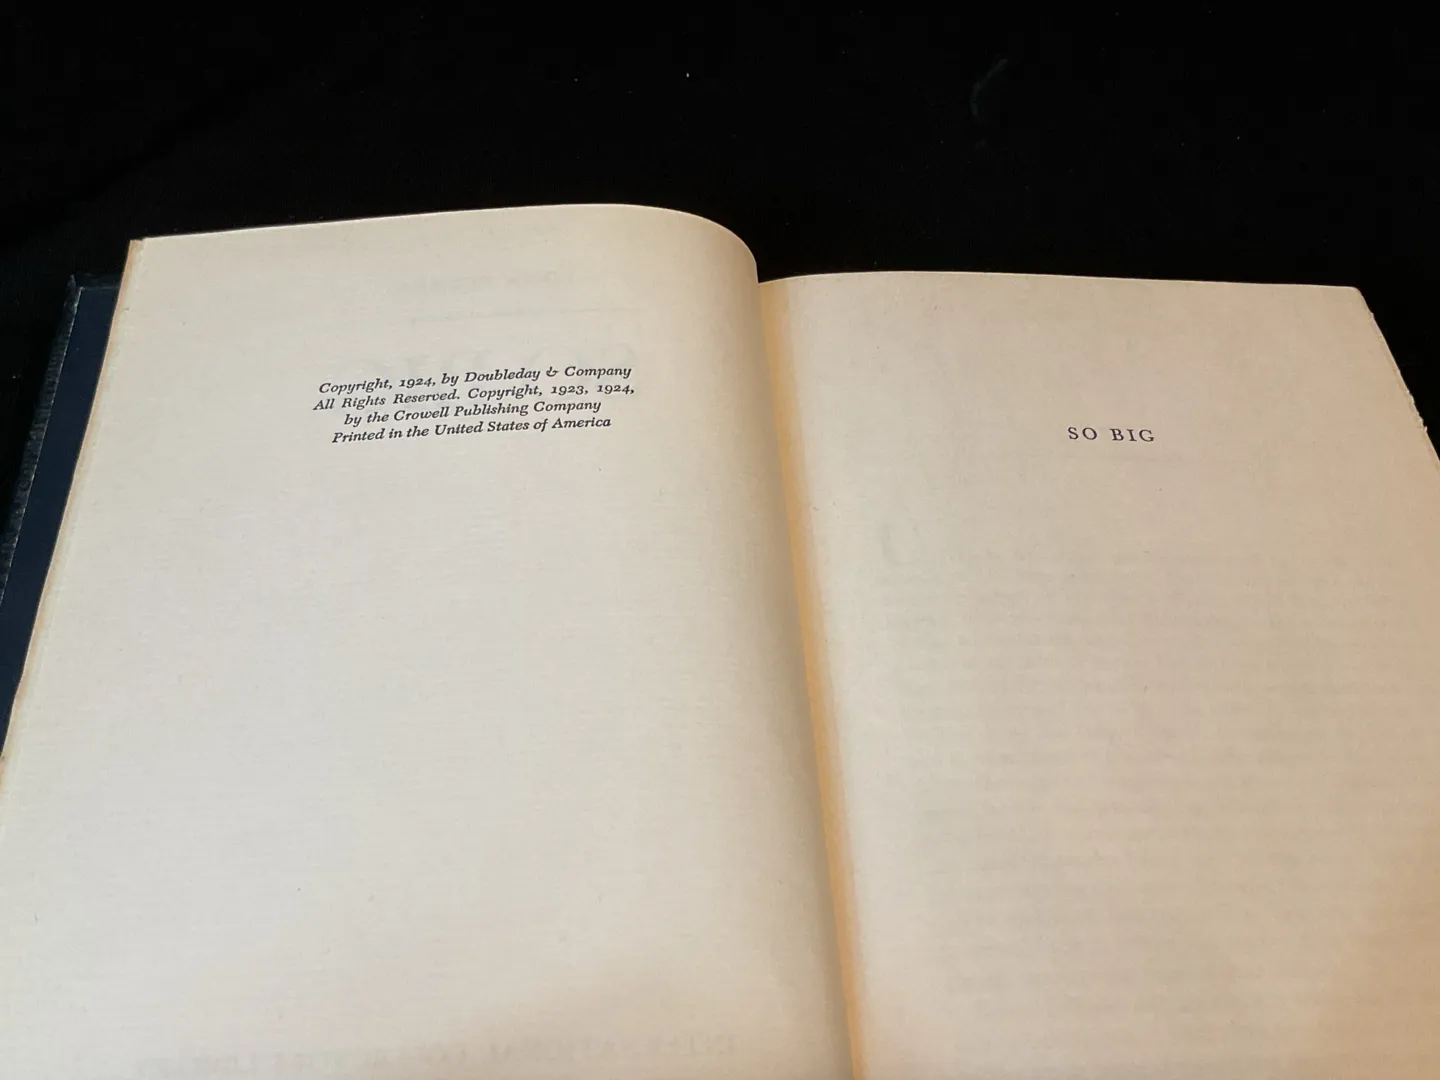 Copyright, 1924, by Doubleday & Company
All Rights Reserved. Copyright, 1923, 1924,
by the Crowell Publishing Company
Printed in the United States of America
SO BIG